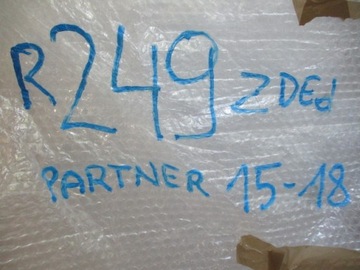 R249 ZDEd
PARTNER 15-18